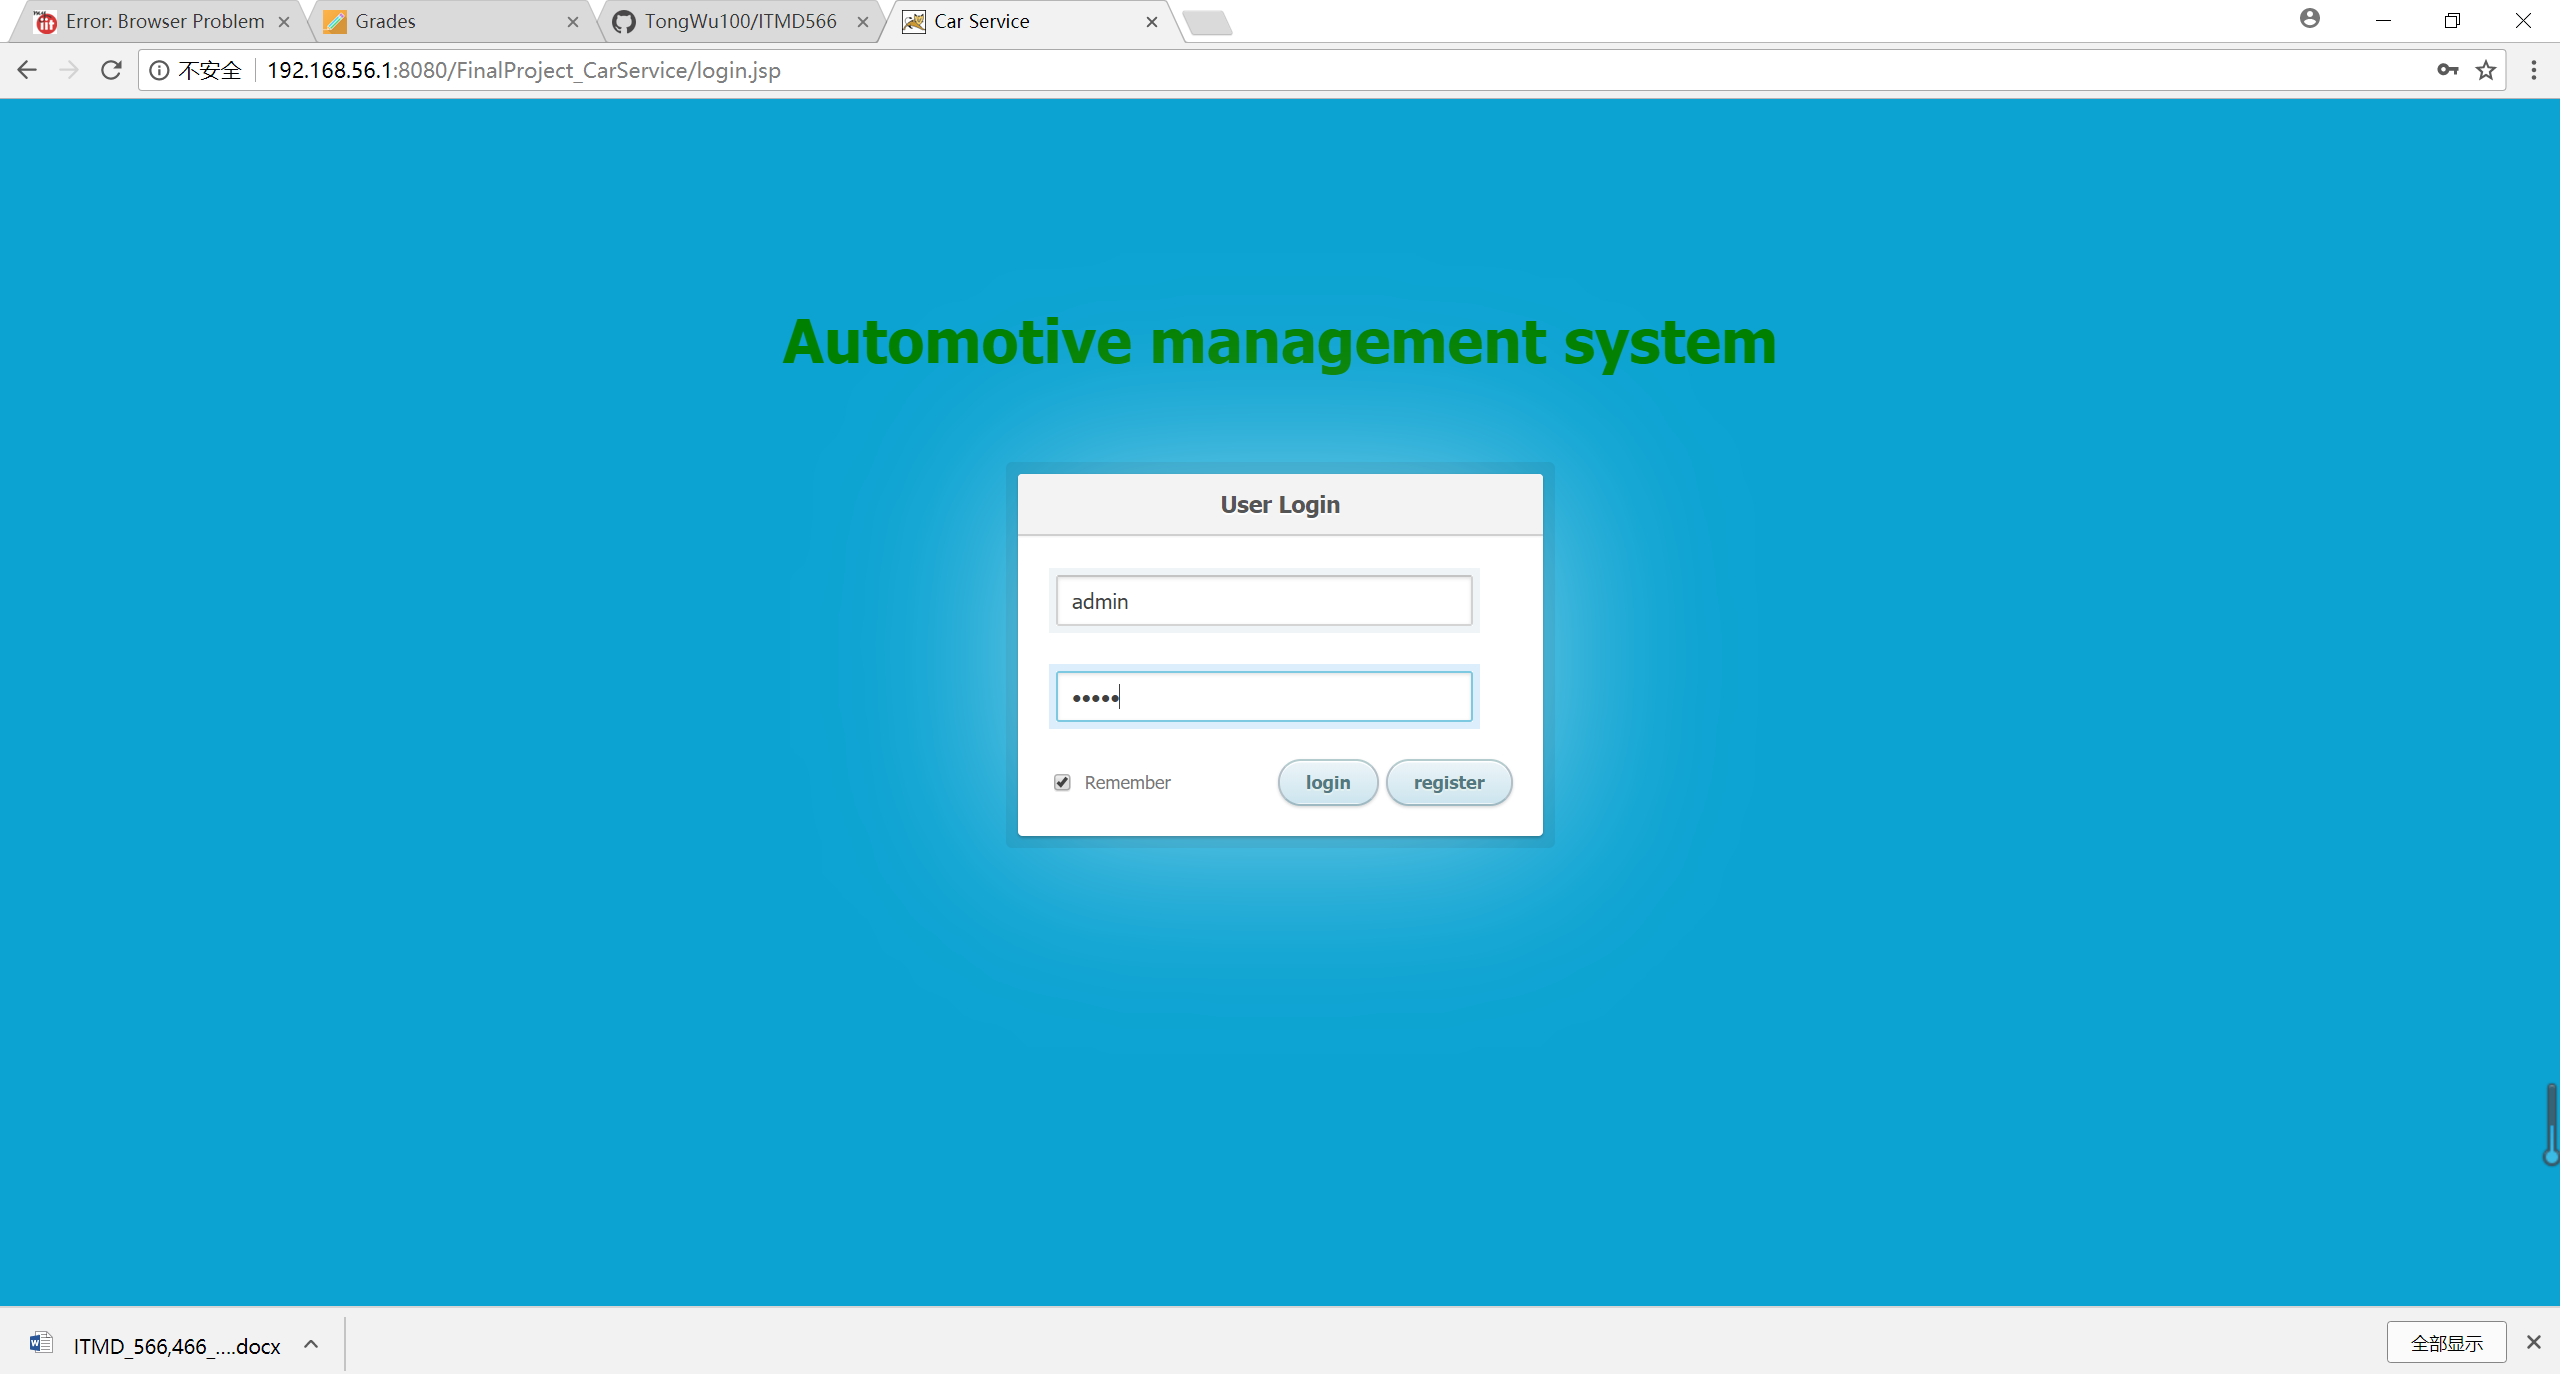 Error: Browser Problem
Grades
TongWu100/ITMD566
Car Service
不安全
192.168.56.1:8080/FinalProject_CarService/login.jsp
Automotive management system
User Login
admin
•••••
Remember
login
register
ITMD_566,466_....docx
全部显示